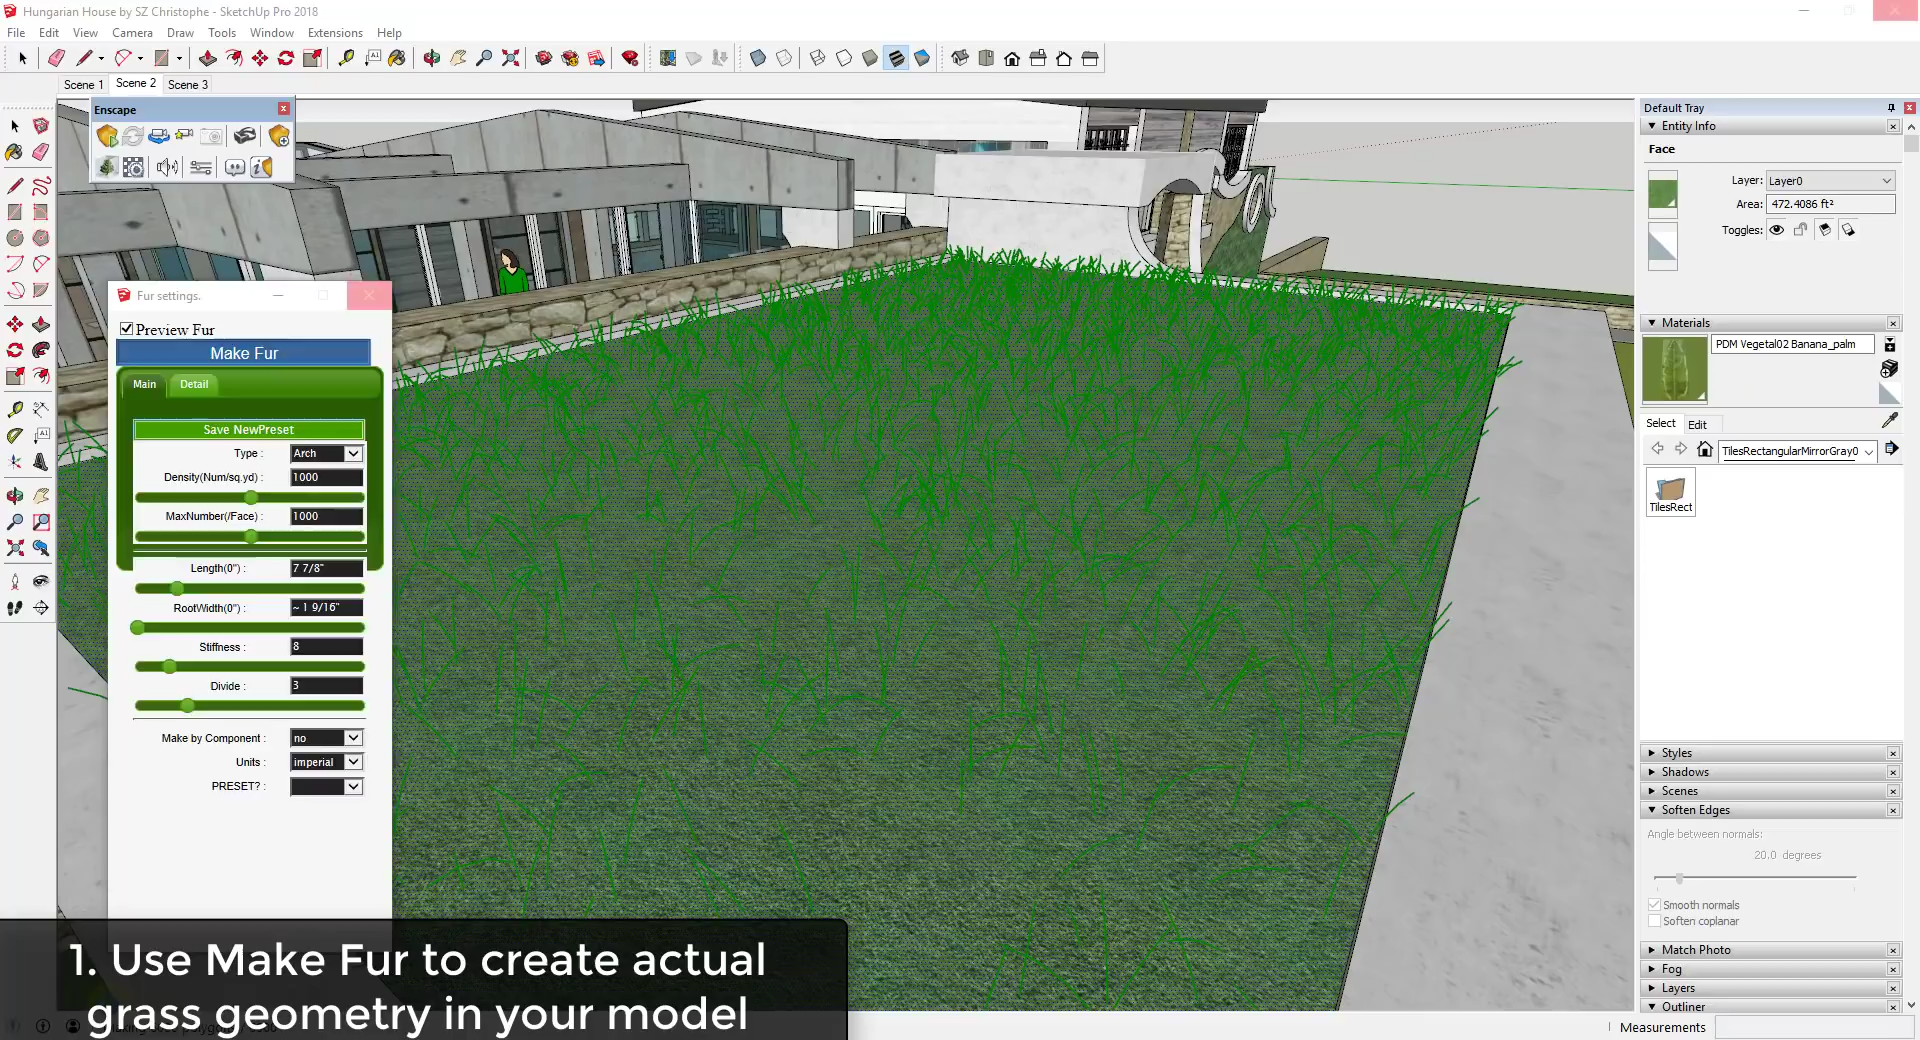 Hungarian House by SZ Christophe - SketchUp Pro 2018
File Edit View Camera Draw Tools Window Extensions Help
Scene 1 Scene 2 Scene 3
Enscape
Fur settings.
Preview Fur
Make Fur
Main Detail
Save NewPreset
Type : Arch
Density(Num/sq.yd) : 1000
MaxNumber(/Face) : 1000
Length(0") : 7 7/8"
RootWidth(0") : ~ 1 9/16"
Stiffness : 8
Divide : 3
Make by Component : no
Units : imperial
PRESET? :
1. Use Make Fur to create actual
grass geometry in your model
Default Tray
Entity Info
Face
Layer: Layer0
Area: 472.4086 ft²
Toggles:
Materials
PDM Vegetal02 Banana_palm
Select Edit
TilesRectangularMirrorGray0
TilesRect
Styles
Shadows
Scenes
Soften Edges
Angle between normals:
20.0 degrees
Smooth normals
Soften coplanar
Match Photo
Fog
Layers
Outliner
Measurements